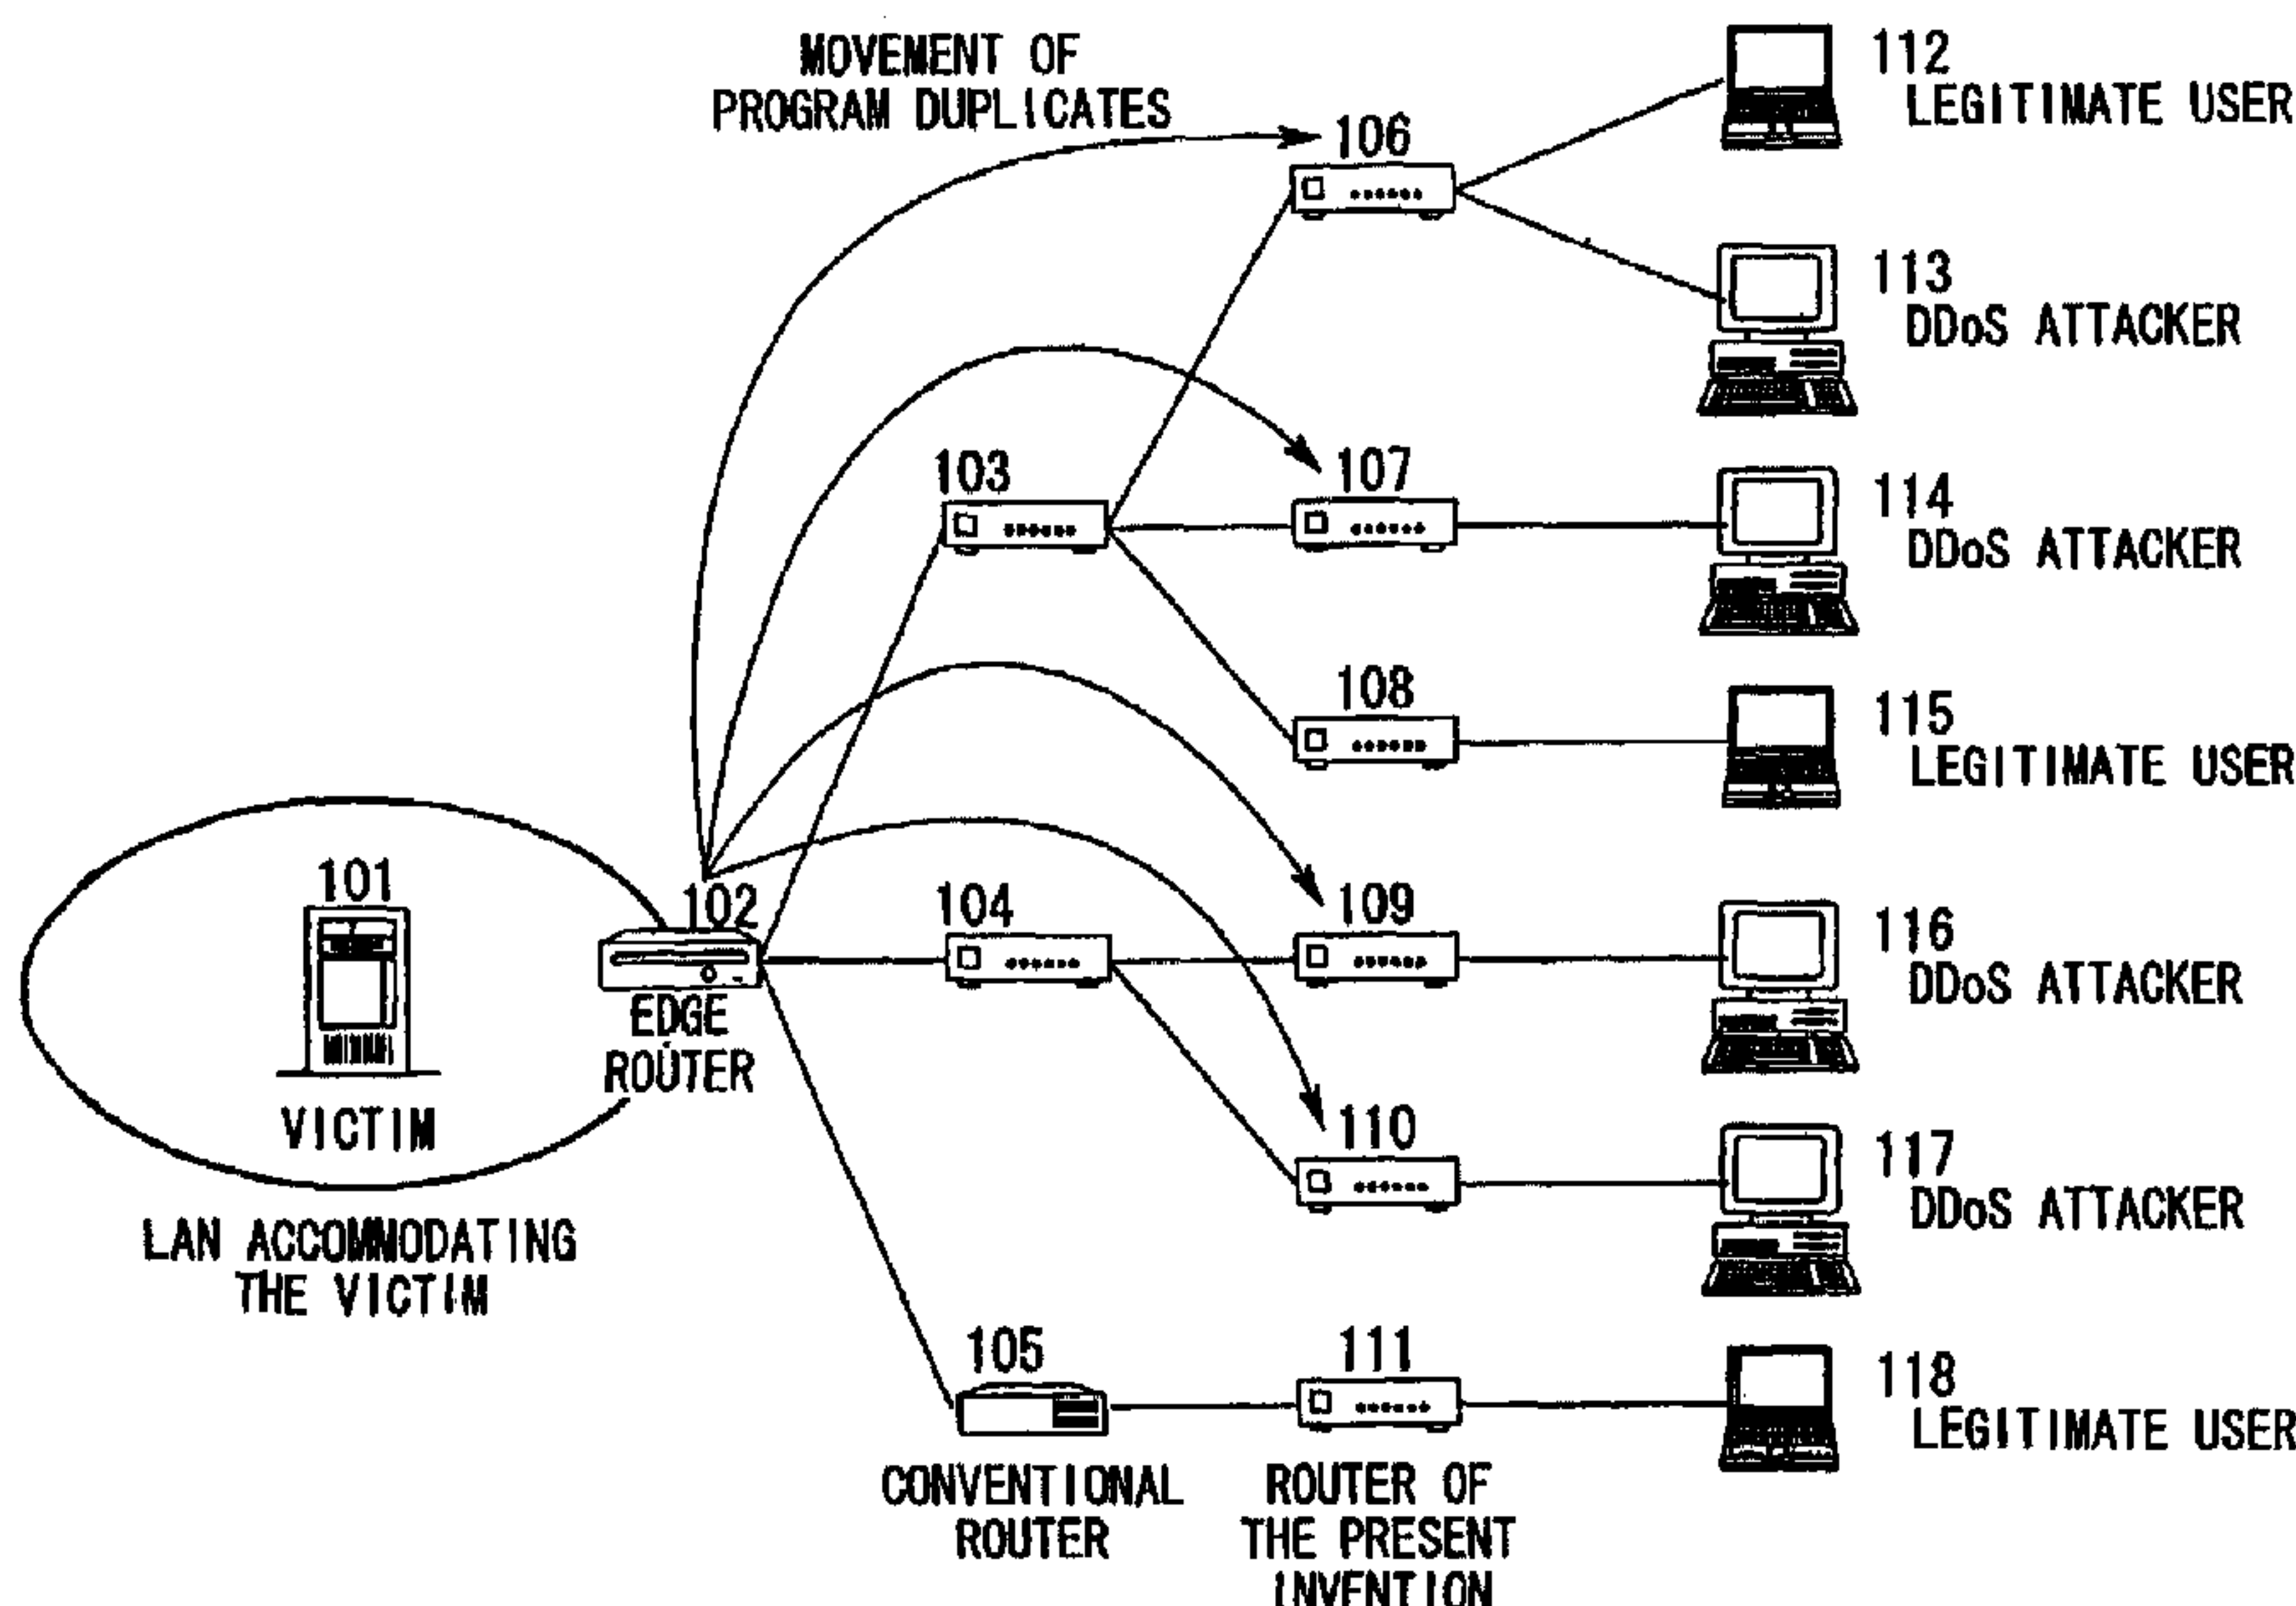 MOVEMENT OF
PROGRAM DUPLICATES
112
LEGITIMATE USER
106
113
DDoS ATTACKER
103
107
114
DDoS ATTACKER
108
115
LEGITIMATE USER
101
VICTIM
102
EDGE
ROUTER
104
109
116
DDoS ATTACKER
LAN ACCOMMODATING
THE VICTIM
110
117
DDoS ATTACKER
105
CONVENTIONAL
ROUTER
111
ROUTER OF
THE PRESENT
INVENTION
118
LEGITIMATE USER